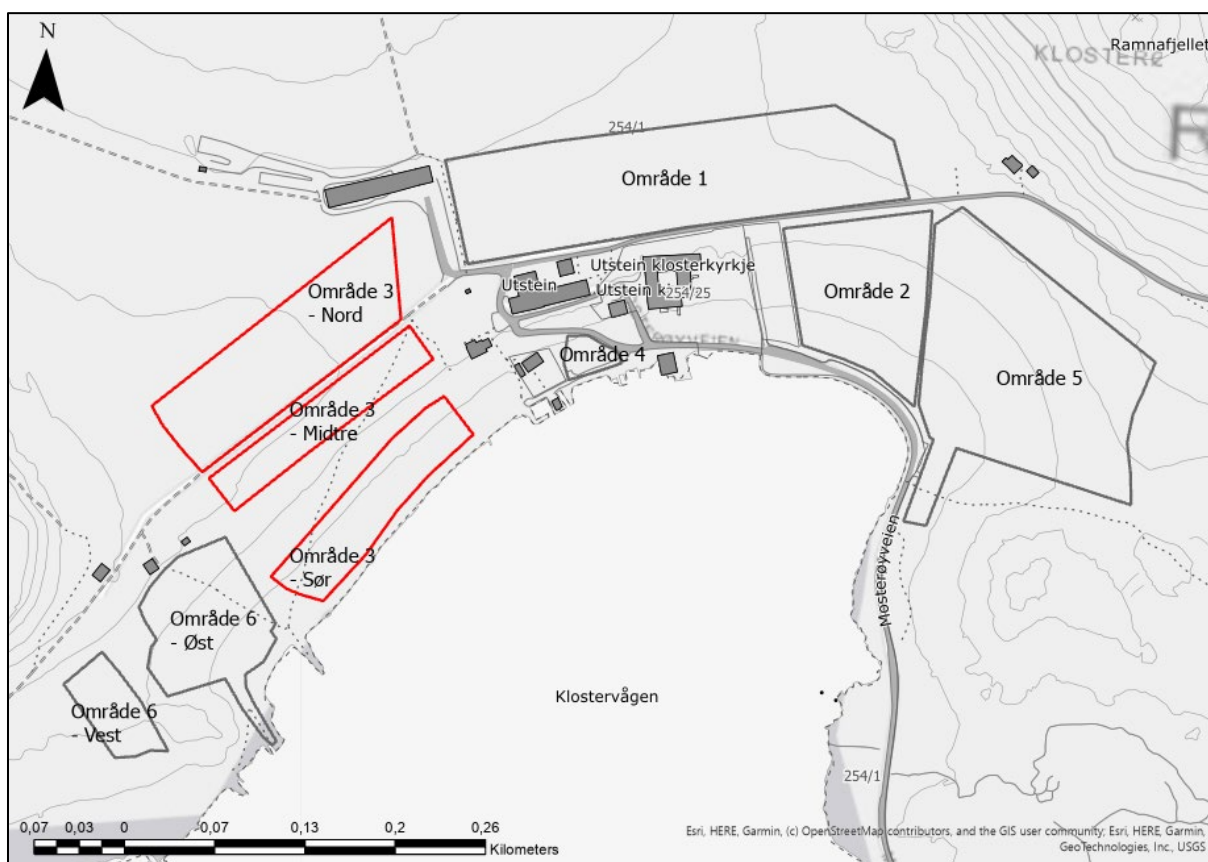 N
Ramnafjellet
KLOSTERØ
254/1
Område 1
Utstein klosterkyrkje
Utstein
Utstein k
254/25
Område 2
Område 3
- Nord
Område 4
Område 5
Område 3
- Midtre
Område 3
- Sør
Mosterøyveien
Område 6
- Øst
Klostervågen
Område 6
- Vest
254/1
0,07 0,03 0 0,07 0,13 0,2 0,26
Kilometers
Esri, HERE, Garmin, (c) OpenStreetMap contributors, and the GIS user community; Esri, HERE, Garmin,
GeoTechnologies, Inc., USGS